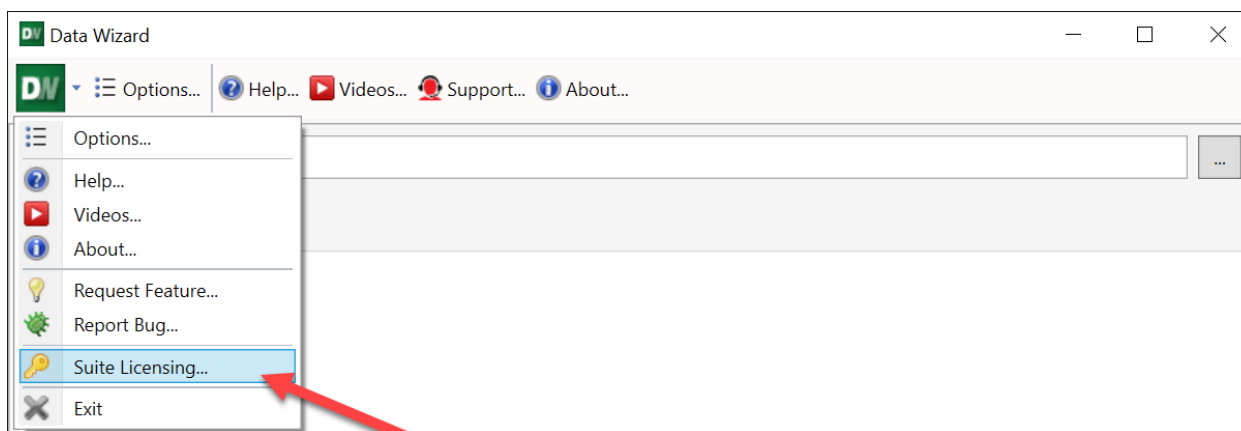 DW Data Wizard
DW Options... Help... Videos... Support... About...
Options...
...
Help...
Videos...
About...
Request Feature...
Report Bug...
Suite Licensing...
Exit